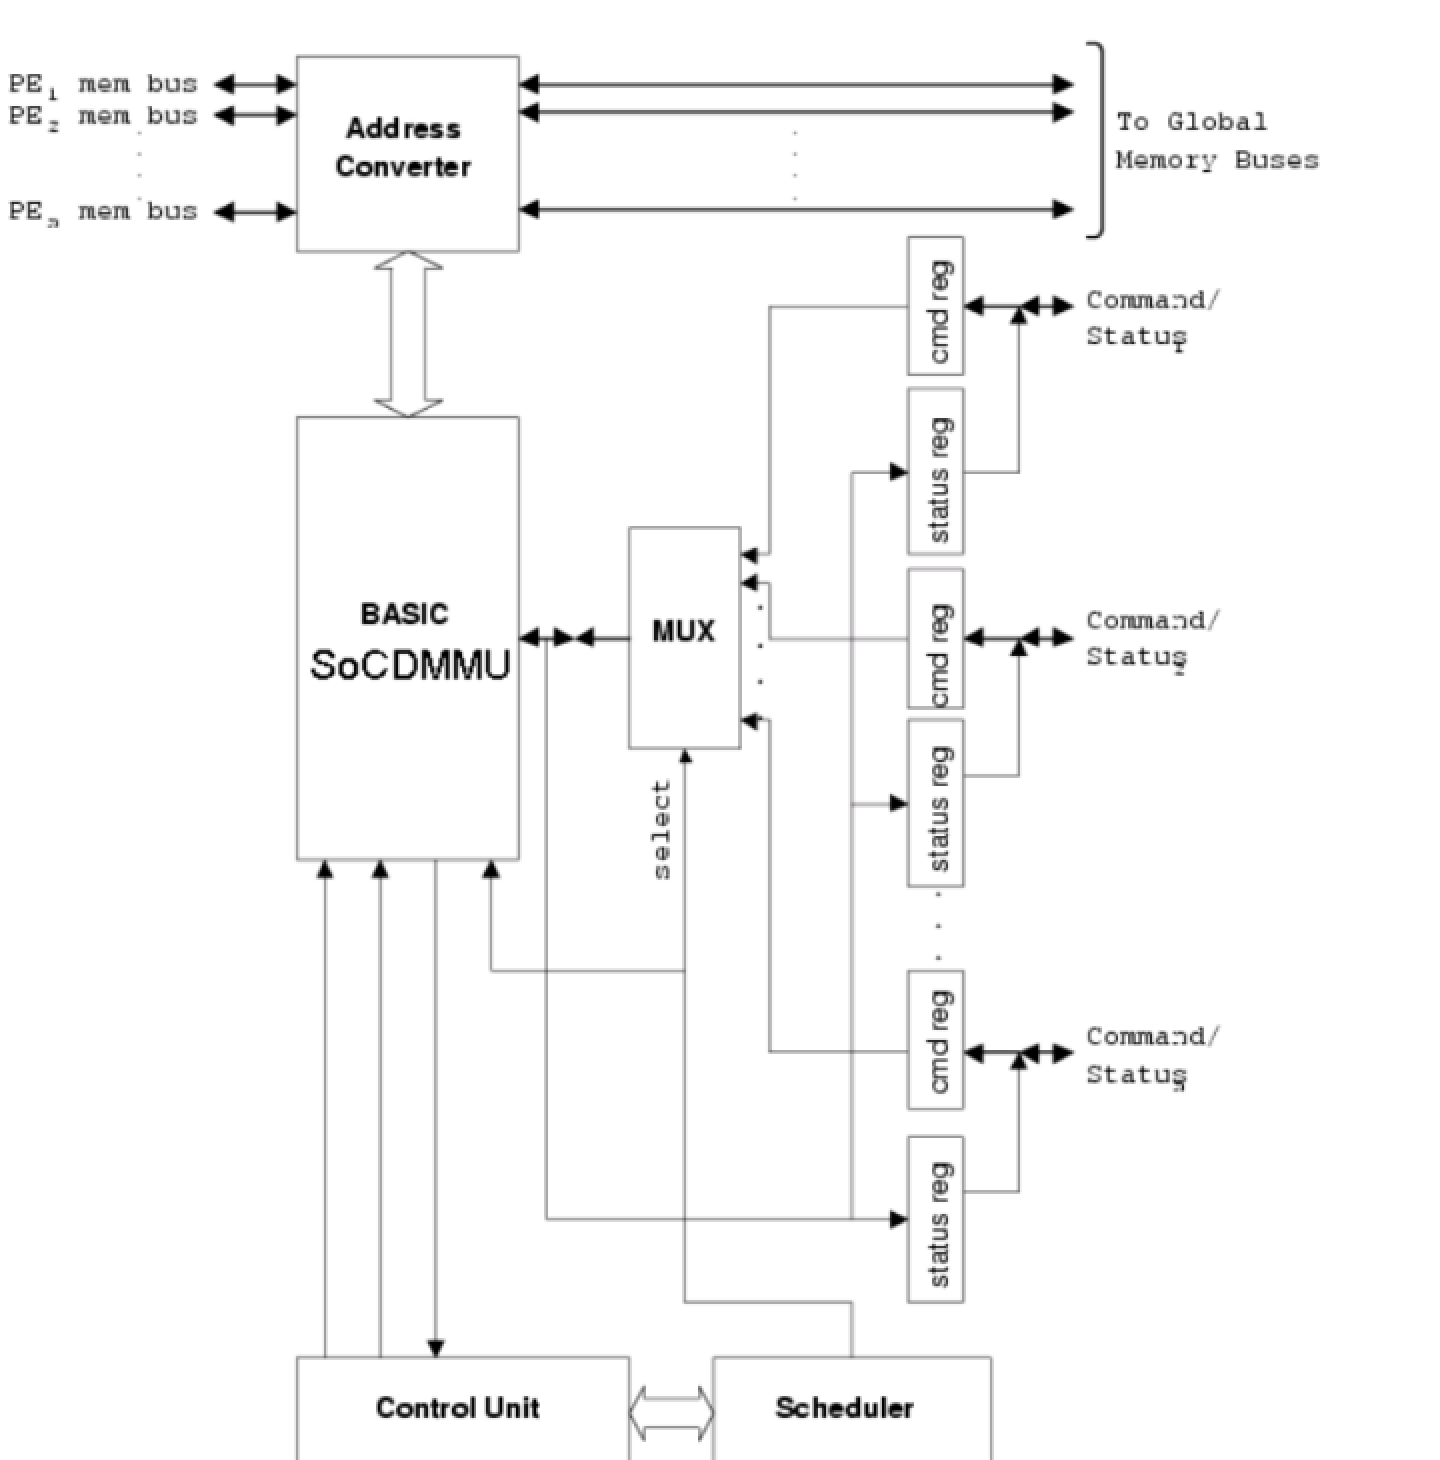 PE1 mem bus
PE2 mem bus
PEn mem bus
Address
Converter
To Global
Memory Buses
cmd reg
Command/
Status1
status reg
BASIC
SoCDMMU
MUX
cmd reg
Command/
Status2
status reg
select
cmd reg
Command/
Status
status reg
Control Unit
Scheduler